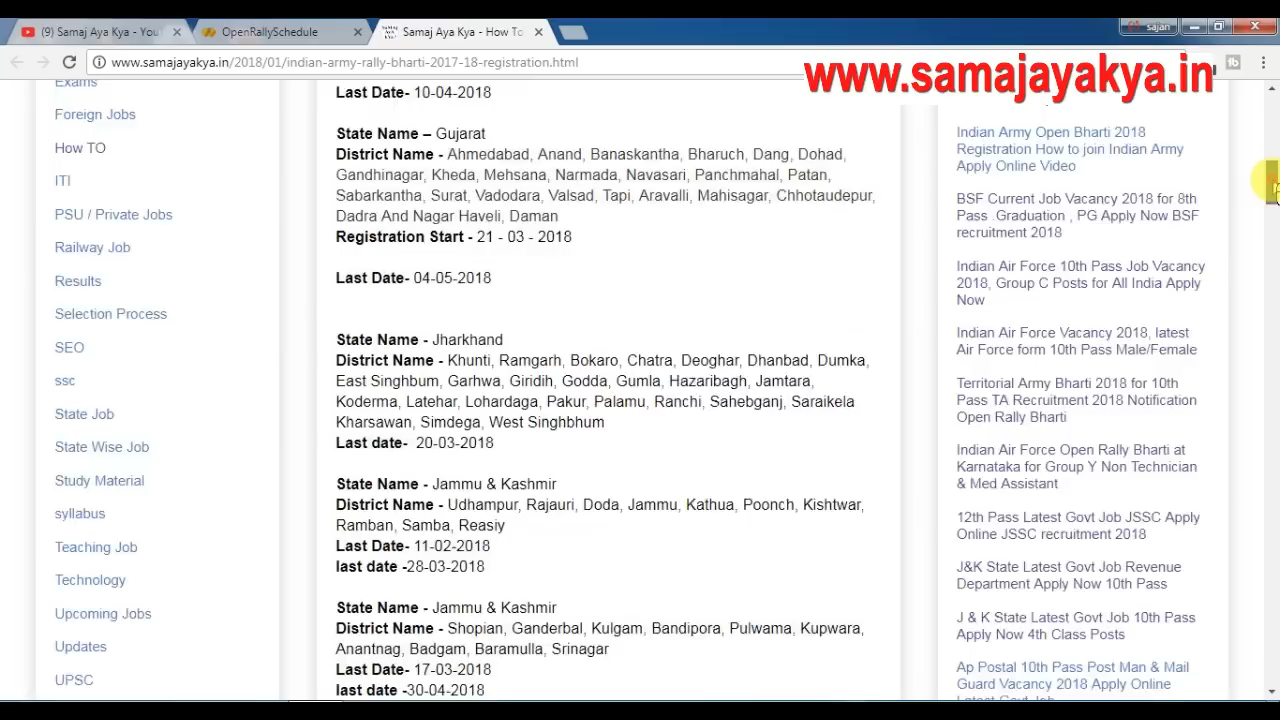 (9) Samaj Aya Kya - You
OpenRallySchedule
Samaj Aya Kya - How To
sajan
www.samajayakya.in/2018/01/indian-army-rally-bharti-2017-18-registration.html
www.samajayakya.in
Exams
Foreign Jobs
How TO
ITI
PSU / Private Jobs
Railway Job
Results
Selection Process
SEO
ssc
State Job
State Wise Job
Study Material
syllabus
Teaching Job
Technology
Upcoming Jobs
Updates
UPSC
Last Date- 10-04-2018
State Name – Gujarat
District Name - Ahmedabad, Anand, Banaskantha, Bharuch, Dang, Dohad,
Gandhinagar, Kheda, Mehsana, Narmada, Navasari, Panchmahal, Patan,
Sabarkantha, Surat, Vadodara, Valsad, Tapi, Aravalli, Mahisagar, Chhotaudepur,
Dadra And Nagar Haveli, Daman
Registration Start - 21 - 03 - 2018
Last Date- 04-05-2018
State Name - Jharkhand
District Name - Khunti, Ramgarh, Bokaro, Chatra, Deoghar, Dhanbad, Dumka,
East Singhbum, Garhwa, Giridih, Godda, Gumla, Hazaribagh, Jamtara,
Koderma, Latehar, Lohardaga, Pakur, Palamu, Ranchi, Sahebganj, Saraikela
Kharsawan, Simdega, West Singhbhum
Last date-  20-03-2018
State Name - Jammu & Kashmir
District Name - Udhampur, Rajauri, Doda, Jammu, Kathua, Poonch, Kishtwar,
Ramban, Samba, Reasiy
Last Date- 11-02-2018
last date -28-03-2018
State Name - Jammu & Kashmir
District Name - Shopian, Ganderbal, Kulgam, Bandipora, Pulwama, Kupwara,
Anantnag, Badgam, Baramulla, Srinagar
Last Date- 17-03-2018
last date -30-04-2018
Indian Army Open Bharti 2018
Registration How to join Indian Army
Apply Online Video
BSF Current Job Vacancy 2018 for 8th
Pass .Graduation , PG Apply Now BSF
recruitment 2018
Indian Air Force 10th Pass Job Vacancy
2018, Group C Posts for All India Apply
Now
Indian Air Force Vacancy 2018, latest
Air Force form 10th Pass Male/Female
Territorial Army Bharti 2018 for 10th
Pass TA Recruitment 2018 Notification
Open Rally Bharti
Indian Air Force Open Rally Bharti at
Karnataka for Group Y Non Technician
& Med Assistant
12th Pass Latest Govt Job JSSC Apply
Online JSSC recruitment 2018
J&K State Latest Govt Job Revenue
Department Apply Now 10th Pass
J & K State Latest Govt Job 10th Pass
Apply Now 4th Class Posts
Ap Postal 10th Pass Post Man & Mail
Guard Vacancy 2018 Apply Online
Latest Govt Job